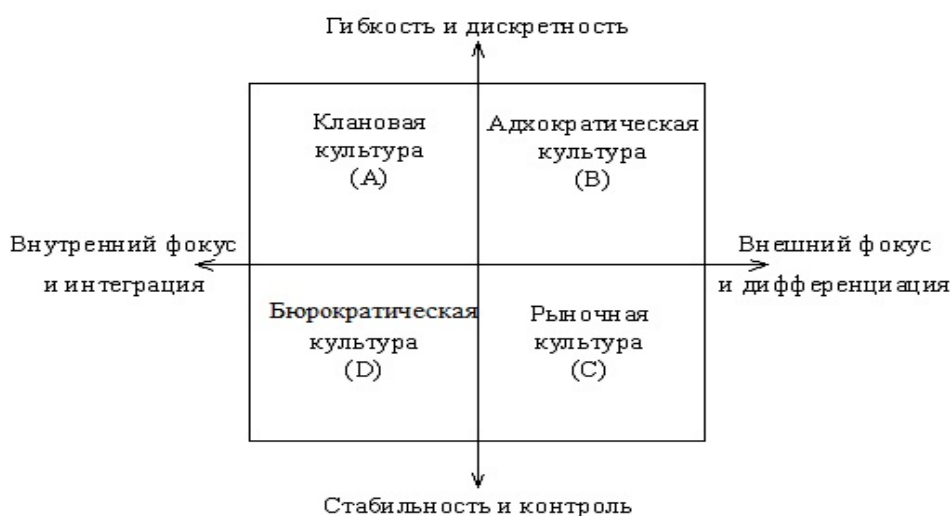 Гибкость и дискретность
Клановая
культура
(A)
Адхократическая
культура
(B)
Внутренний фокус
и интеграция
Внешний фокус
и дифференциация
Бюрократическая
культура
(D)
Рыночная
культура
(C)
Стабильность и контроль